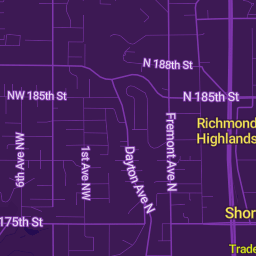 N 188th St
NW 185th St
N 185th St
Richmond
Highlands
6th Ave NW
1st Ave NW
Dayton Ave N
Fremont Ave N
175th St
Shor
Trade